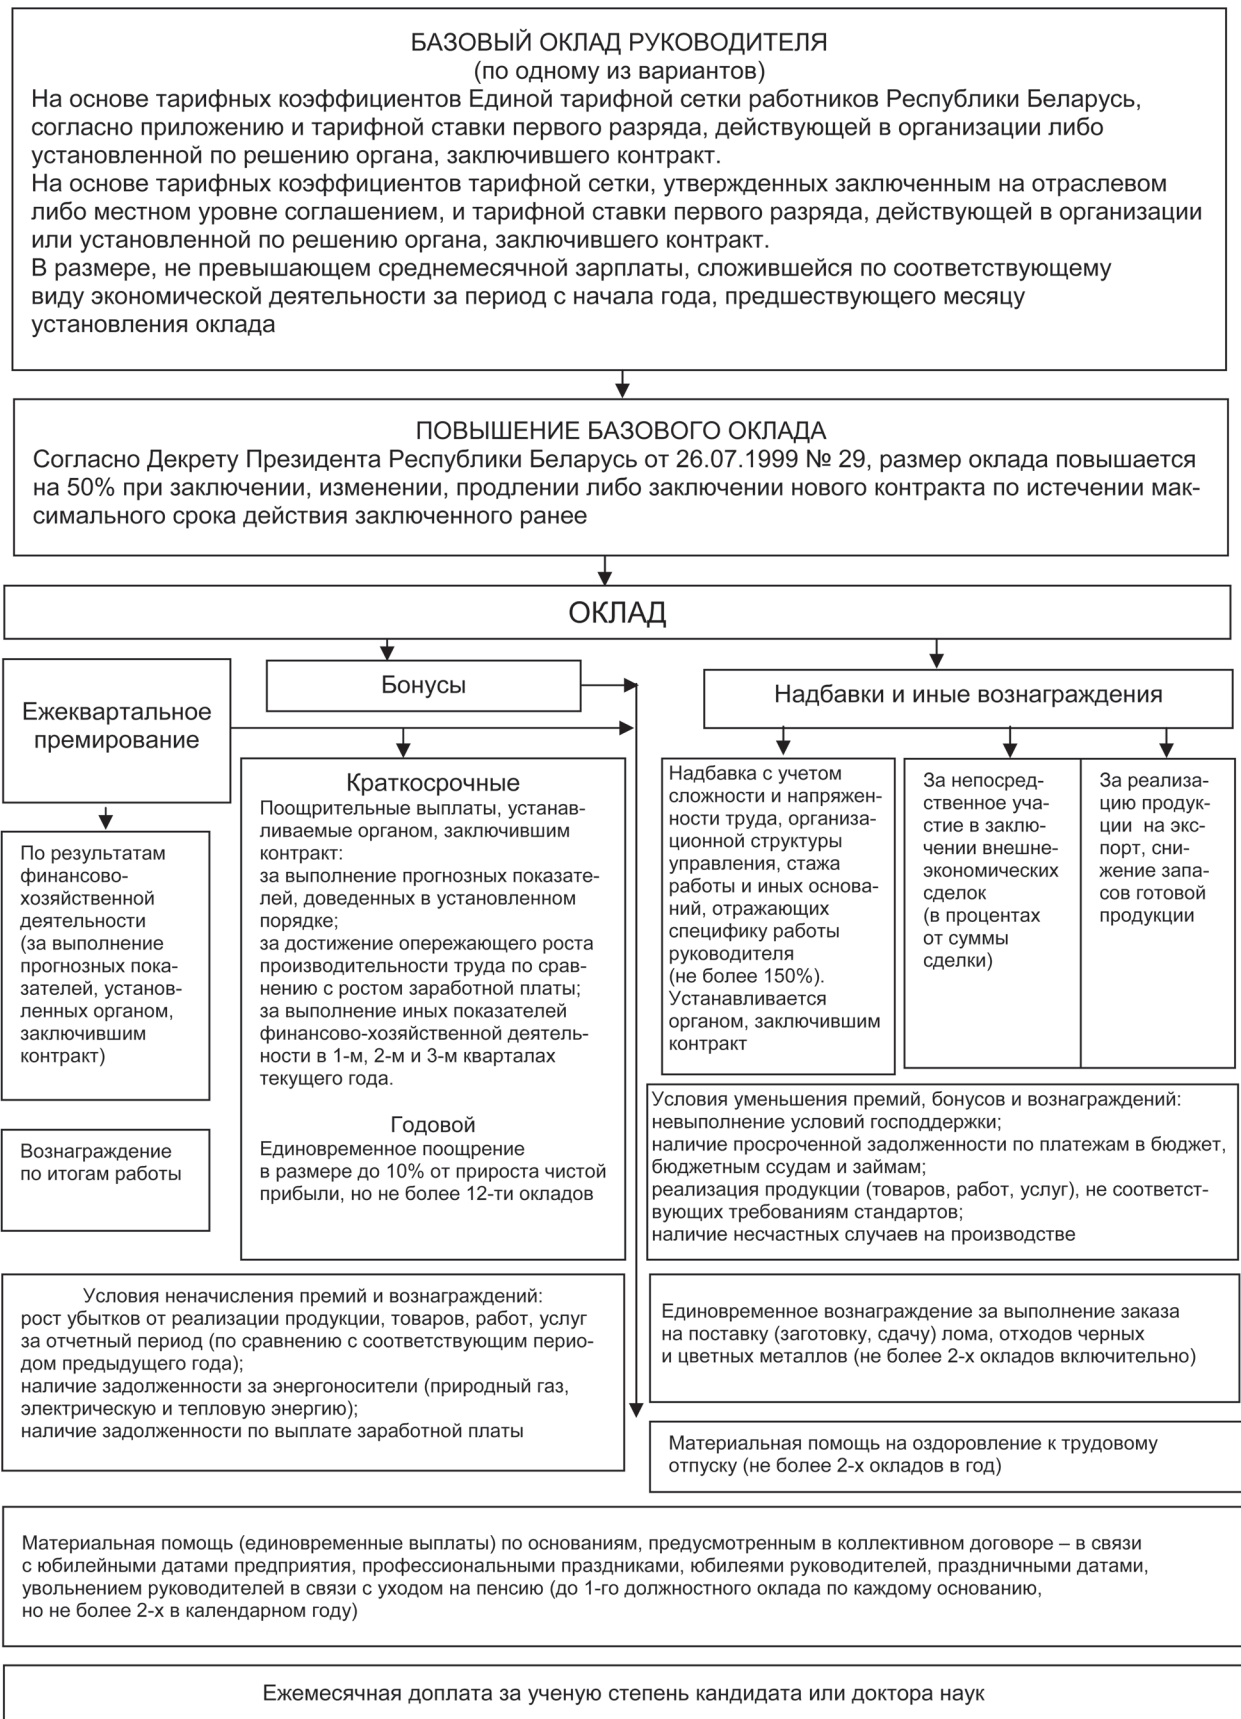 БАЗОВЫЙ ОКЛАД РУКОВОДИТЕЛЯ
(по одному из вариантов)
На основе тарифных коэффициентов Единой тарифной сетки работников Республики Беларусь,
согласно приложению и тарифной ставки первого разряда, действующей в организации либо
установленной по решению органа, заключившего контракт.
На основе тарифных коэффициентов тарифной сетки, утвержденных заключенным на отраслевом
либо местном уровне соглашением, и тарифной ставки первого разряда, действующей в организации
или установленной по решению органа, заключившего контракт.
В размере, не превышающем среднемесячной зарплаты, сложившейся по соответствующему
виду экономической деятельности за период с начала года, предшествующего месяцу
установления оклада
ПОВЫШЕНИЕ БАЗОВОГО ОКЛАДА
Согласно Декрету Президента Республики Беларусь от 26.07.1999 № 29, размер оклада повышается
на 50% при заключении, изменении, продлении либо заключении нового контракта по истечении мак-
симального срока действия заключенного ранее
ОКЛАД
Ежеквартальное
премирование
Бонусы
Надбавки и иные вознаграждения
По результатам
финансово-
хозяйственной
деятельности
(за выполнение
прогнозных пока-
зателей, установ-
ленных органом,
заключившим
контракт)
Вознаграждение
по итогам работы
Краткосрочные
Поощрительные выплаты, устанав-
ливаемые органом, заключившим
контракт:
за выполнение прогнозных показате-
лей, доведенных в установленном
порядке;
за достижение опережающего роста
производительности труда по срав-
нению с ростом заработной платы;
за выполнение иных показателей
финансово-хозяйственной деятель-
ности в 1-м, 2-м и 3-м кварталах
текущего года.
Годовой
Единовременное поощрение
в размере до 10% от прироста чистой
прибыли, но не более 12-ти окладов
Надбавка с учетом
сложности и напряжен-
ности труда, организа-
ционной структуры
управления, стажа
работы и иных основа-
ний, отражающих
специфику работы
руководителя
(не более 150%).
Устанавливается
органом, заключившим
контракт
За непосред-
ственное уча-
стие в заклю-
чении внешне-
экономических
сделок
(в процентах
от суммы
сделки)
За реализа-
цию продук-
ции на экс-
порт, сни-
жение запа-
сов готовой
продукции
Условия уменьшения премий, бонусов и вознаграждений:
невыполнение условий господдержки;
наличие просроченной задолженности по платежам в бюджет,
бюджетным ссудам и займам;
реализация продукции (товаров, работ, услуг), не соответст-
вующих требованиям стандартов;
наличие несчастных случаев на производстве
Условия неначисления премий и вознаграждений:
рост убытков от реализации продукции, товаров, работ, услуг
за отчетный период (по сравнению с соответствующим перио-
дом предыдущего года);
наличие задолженности за энергоносители (природный газ,
электрическую и тепловую энергию);
наличие задолженности по выплате заработной платы
Единовременное вознаграждение за выполнение заказа
на поставку (заготовку, сдачу) лома, отходов черных
и цветных металлов (не более 2-х окладов включительно)
Материальная помощь на оздоровление к трудовому
отпуску (не более 2-х окладов в год)
Материальная помощь (единовременные выплаты) по основаниям, предусмотренным в коллективном договоре – в связи
с юбилейными датами предприятия, профессиональными праздниками, юбилеями руководителей, праздничными датами,
увольнением руководителей в связи с уходом на пенсию (до 1-го должностного оклада по каждому основанию,
но не более 2-х в календарном году)
Ежемесячная доплата за ученую степень кандидата или доктора наук